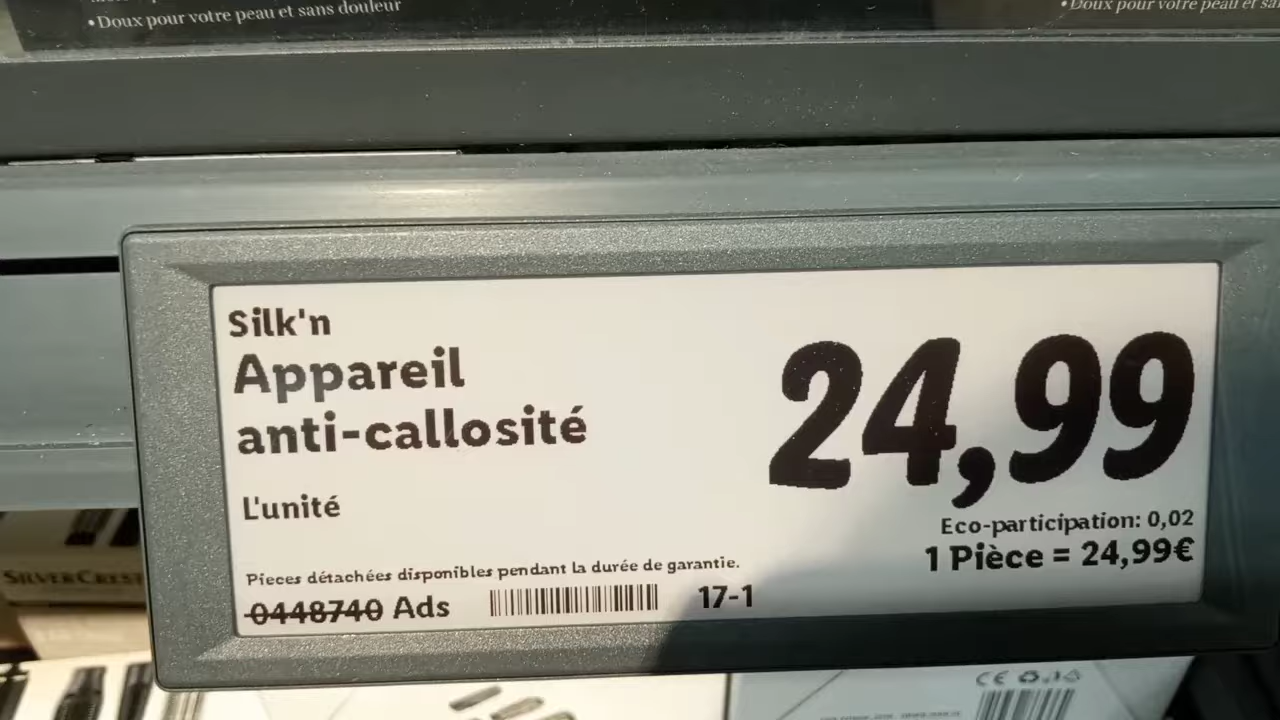 •Doux pour votre peau et sans douleur
•Doux pour votre peau et
Silk'n
Appareil
anti-callosité
24,99
L'unité
Eco-participation: 0,02
1 Pièce = 24,99€
Pieces détachées disponibles pendant la durée de garantie.
0448740 Ads
17-1
SILVERCREST
CE